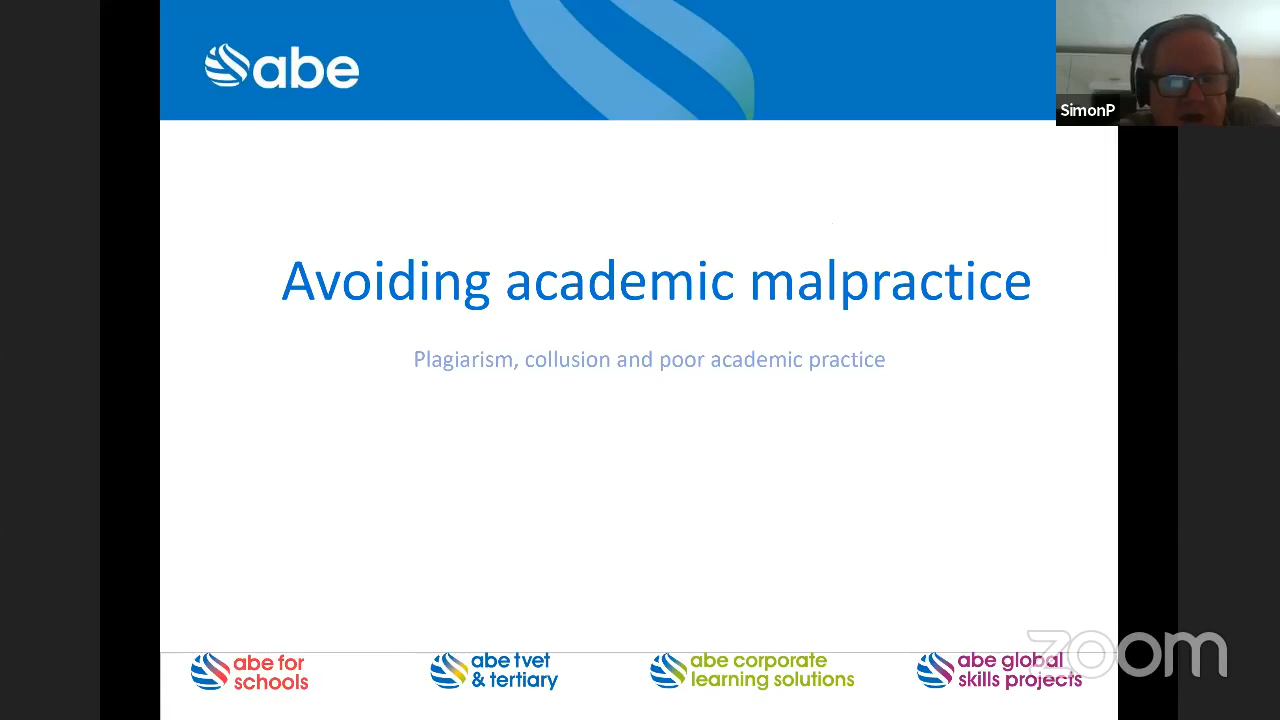 abe
SimonP
Avoiding academic malpractice
Plagiarism, collusion and poor academic practice
abe for
schools
abe tvet
& tertiary
abe corporate
learning solutions
abe global
skills projects
zoom